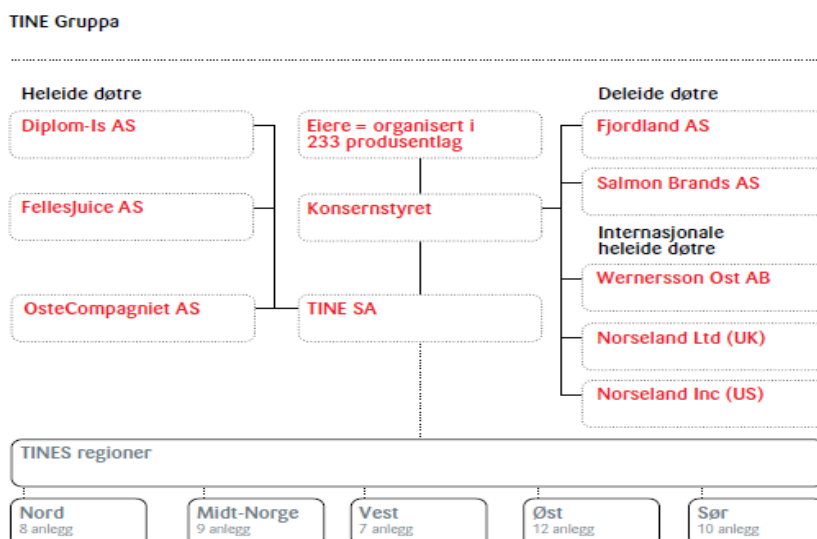 TINE Gruppa
Heleide døtre
Diplom-Is AS
FellesJuice AS
OsteCompagniet AS
Eiere = organisert i
233 produsentlag
Konsernstyret
TINE SA
Deleide døtre
Fjordland AS
Salmon Brands AS
Internasjonale
heleide døtre
Wernersson Ost AB
Norseland Ltd (UK)
Norseland Inc (US)
TINES regioner
Nord
8 anlegg
Midt-Norge
9 anlegg
Vest
7 anlegg
Øst
12 anlegg
Sør
10 anlegg